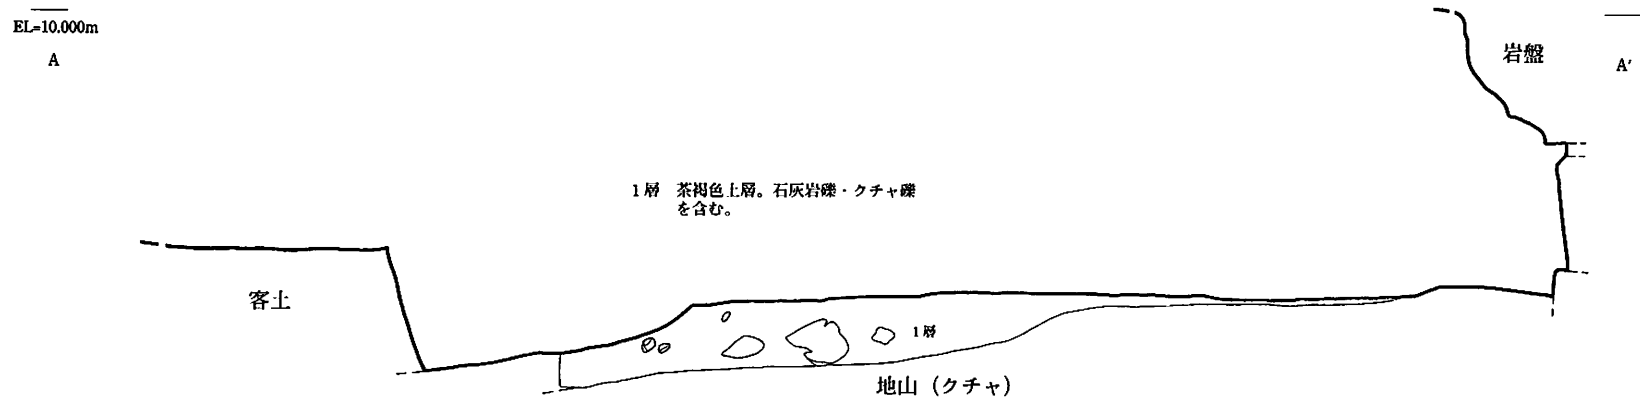 EL=10.000m
A
岩盤
A′
1層 茶褐色土層。石灰岩礫・クチャ礫
を含む。
客土
1層
地山（クチャ）